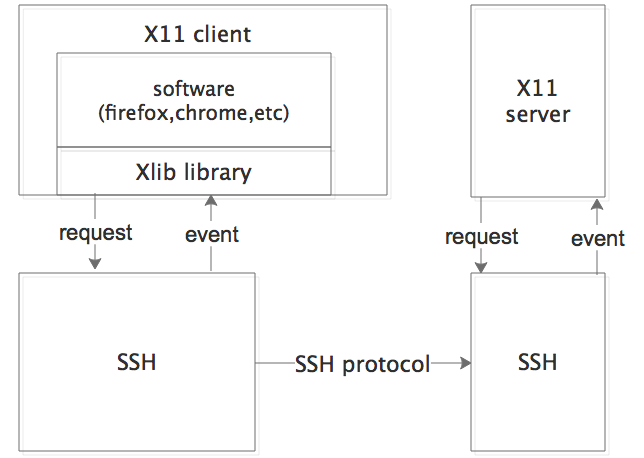 X11 client
software
(firefox,chrome,etc)
Xlib library
X11
server
request
event
request
event
SSH
SSH protocol
SSH